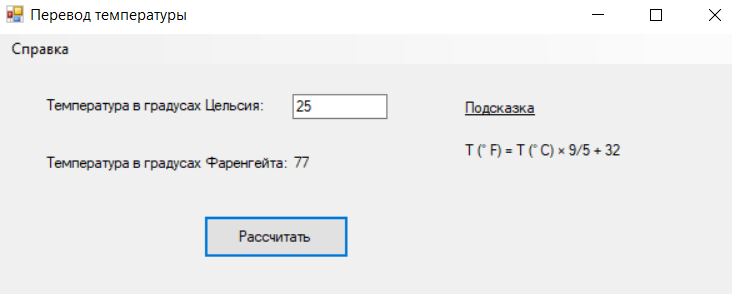 Перевод температуры
Справка
Температура в градусах Цельсия: 25
Температура в градусах Фаренгейта: 77
Рассчитать
Подсказка
T (° F) = T (° C) × 9/5 + 32